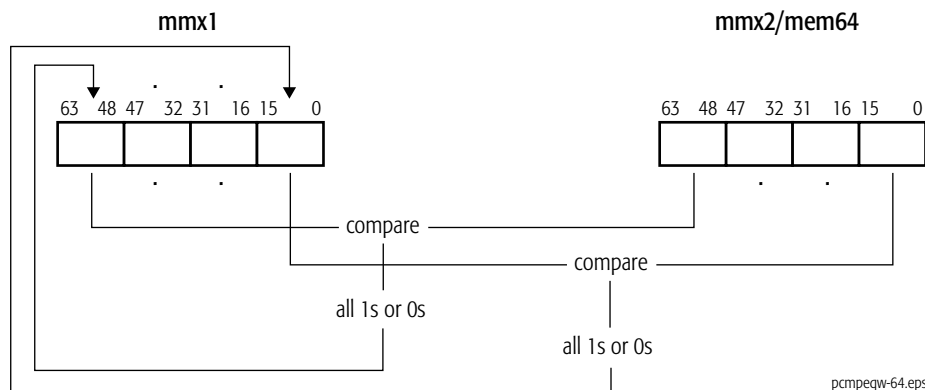 mmx1 mmx2/mem64
. .
63 48 47 32 31 16 15 0 63 48 47 32 31 16 15 0
. . . .
compare
compare
all 1s or 0s
all 1s or 0s
pcmpeqw-64.eps